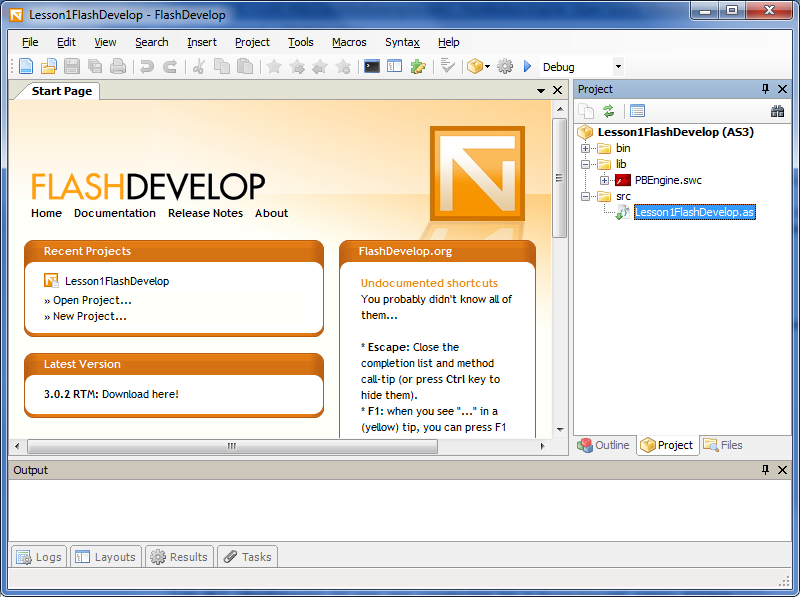 Lesson1FlashDevelop - FlashDevelop
File Edit View Search Insert Project Tools Macros Syntax Help
Debug
Start Page
FLASHDEVELOP
Home Documentation Release Notes About
Recent Projects
Lesson1FlashDevelop
» Open Project...
» New Project...
Latest Version
3.0.2 RTM: Download here!
FlashDevelop.org
Undocumented shortcuts
You probably didn't know all of
them...
* Escape: Close the
completion list and method
call-tip (or press Ctrl key to
hide them).
* F1: when you see "..." in a
(yellow) tip, you can press F1
Project
Lesson1FlashDevelop (AS3)
bin
lib
PBEngine.swc
src
Lesson1FlashDevelop.as
Outline Project Files
Output
Logs Layouts Results Tasks